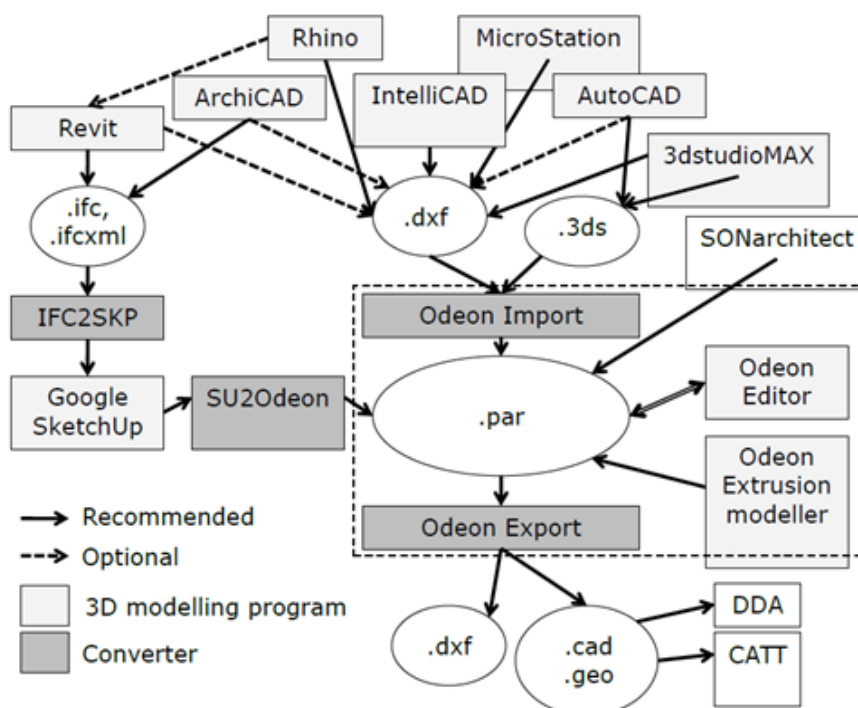 Rhino
MicroStation
ArchiCAD
IntelliCAD
AutoCAD
Revit
3dstudioMAX
.ifc,
.ifcxml
.dxf
.3ds
SONarchitect
IFC2SKP
Odeon Import
Google
SketchUp
SU2Odeon
.par
Odeon
Editor
Odeon
Extrusion
modeller
Recommended
Optional
3D modelling program
Converter
Odeon Export
.dxf
.cad
.geo
DDA
CATT